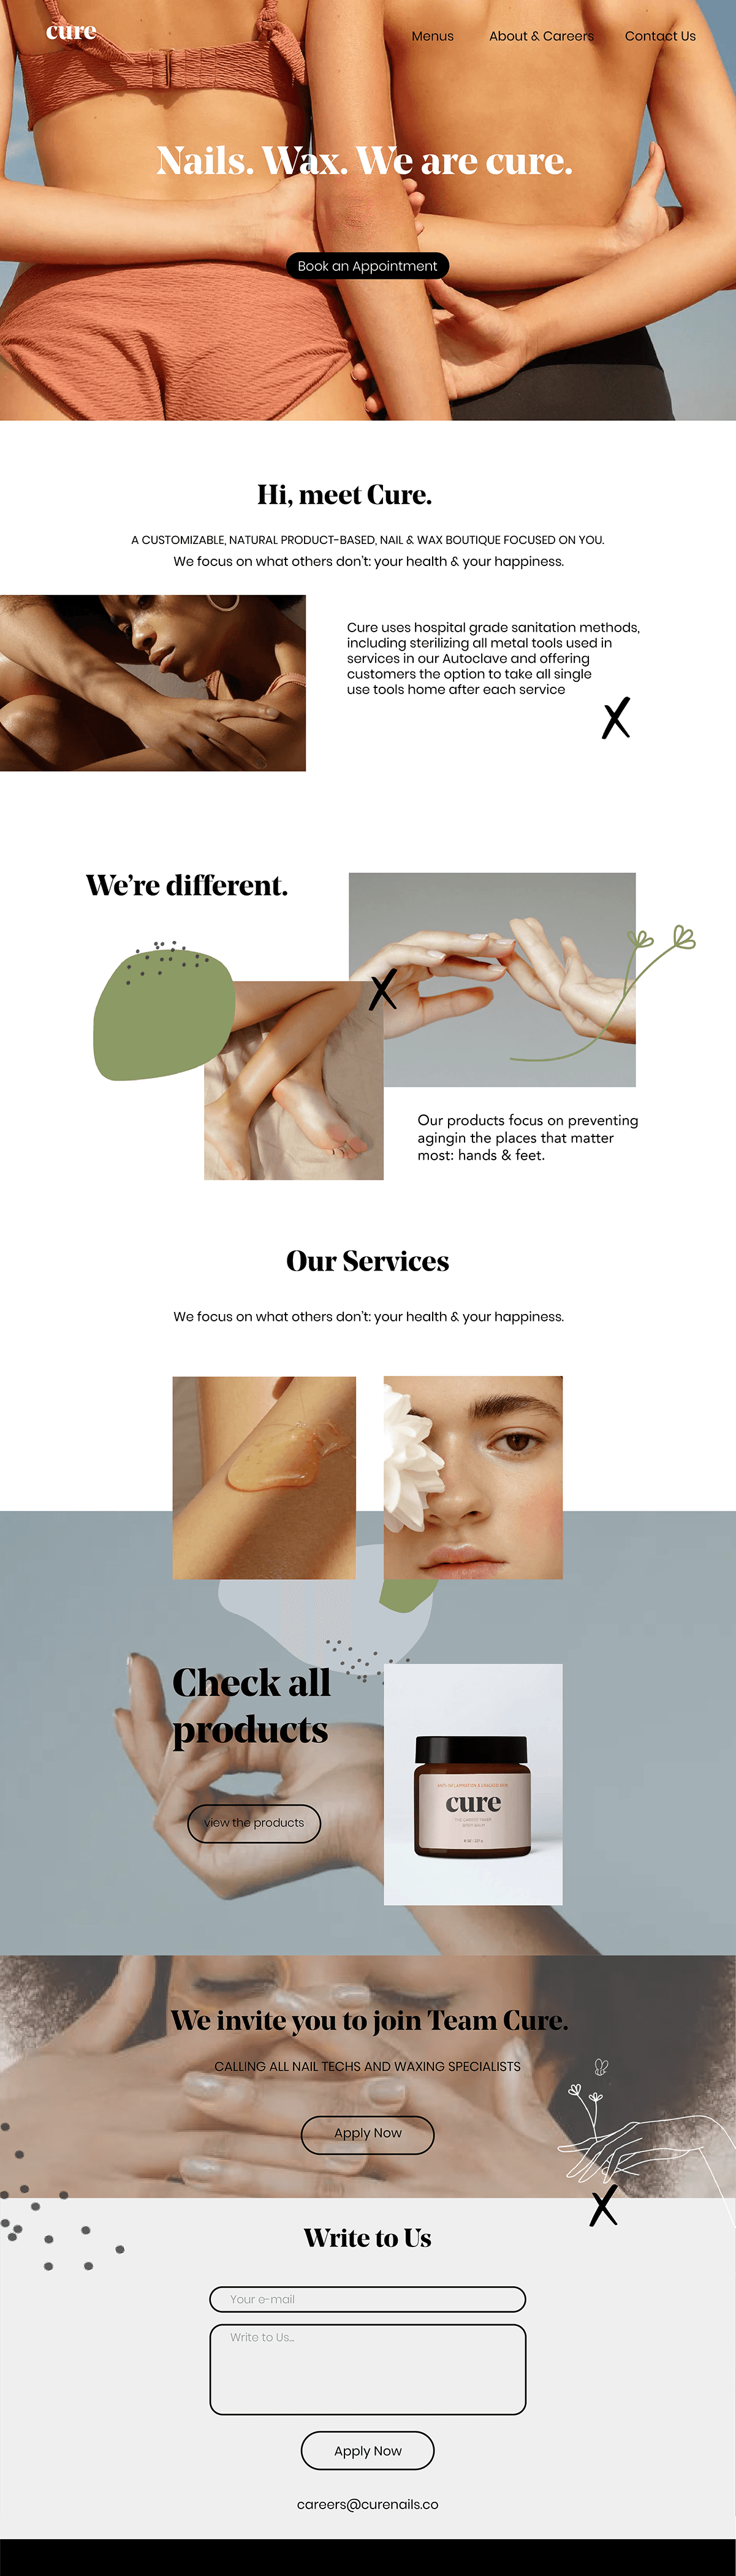 cure
Menus About & Careers Contact Us
Nails. Wax. We are cure.
Book an Appointment
Hi, meet Cure.
A CUSTOMIZABLE, NATURAL PRODUCT-BASED, NAIL & WAX BOUTIQUE FOCUSED ON YOU.
We focus on what others don't: your health & your happiness.
Cure uses hospital grade sanitation methods,
including sterilizing all metal tools used in
services in our Autoclave and offering
customers the option to take all single
use tools home after each service
We're different.
Our products focus on preventing
agingin the places that matter
most: hands & feet.
Our Services
We focus on what others don't: your health & your happiness.
Check all
products
view the products
cure
We invite you to join Team Cure.
CALLING ALL NAIL TECHS AND WAXING SPECIALISTS
Apply Now
Write to Us
Your e-mail
Write to Us...
Apply Now
careers@curenails.co